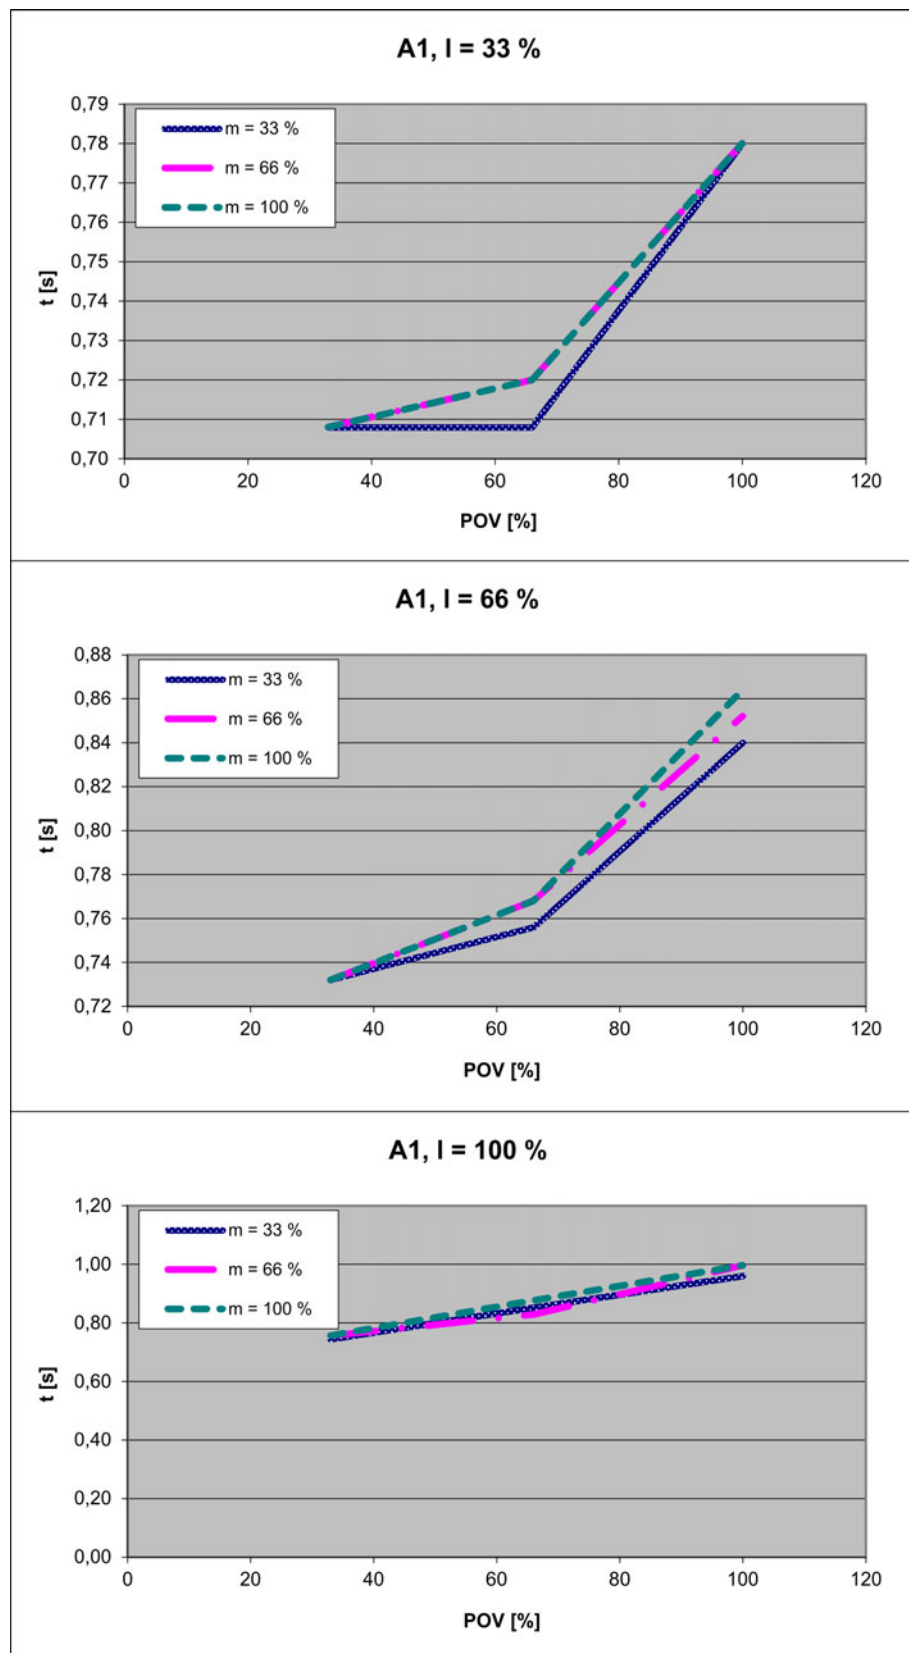 A1, l = 33 %
0,79
0,78
0,77
0,76
0,75
0,74
0,73
0,72
0,71
0,70
t [s]
m = 33 %
m = 66 %
m = 100 %
0 20 40 60 80 100 120
POV [%]
A1, l = 66 %
0,88
0,86
0,84
0,82
0,80
0,78
0,76
0,74
0,72
t [s]
m = 33 %
m = 66 %
m = 100 %
0 20 40 60 80 100 120
POV [%]
A1, l = 100 %
1,20
1,00
0,80
0,60
0,40
0,20
0,00
t [s]
m = 33 %
m = 66 %
m = 100 %
0 20 40 60 80 100 120
POV [%]